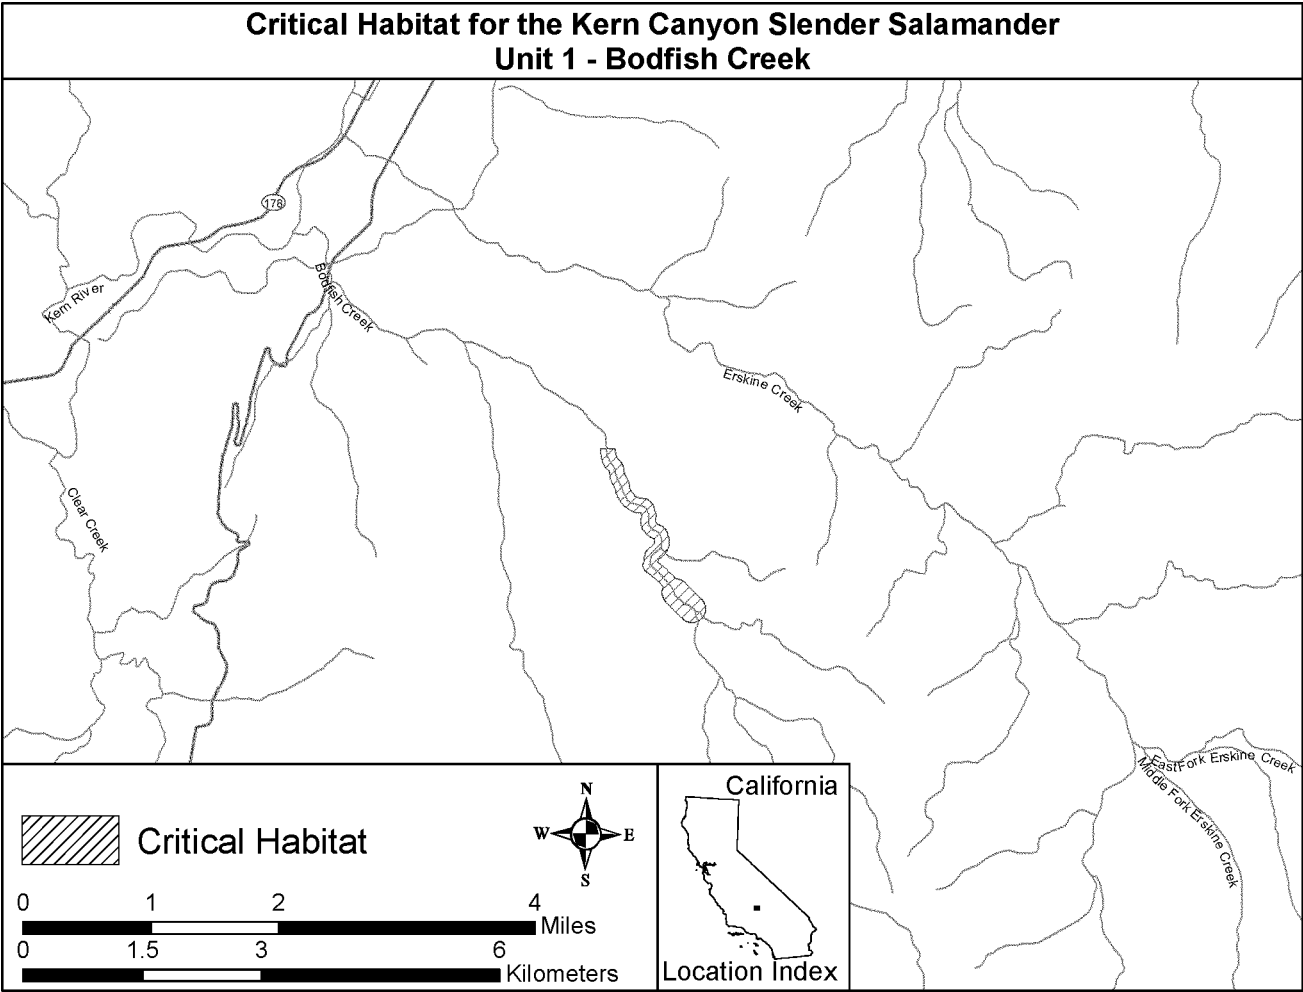 Critical Habitat for the Kern Canyon Slender Salamander
Unit 1 - Bodfish Creek
178
Kern River
Bodfish Creek
Erskine Creek
Clear Creek
East Fork Erskine Creek
Middle Fork Erskine Creek
Critical Habitat
N
W E
S
0 1 2 4
Miles
0 1.5 3 6
Kilometers
California
Location Index